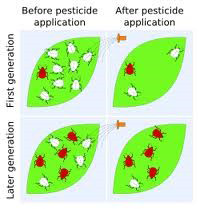 Before pesticide
application
After pesticide
application
First generation
Later generation